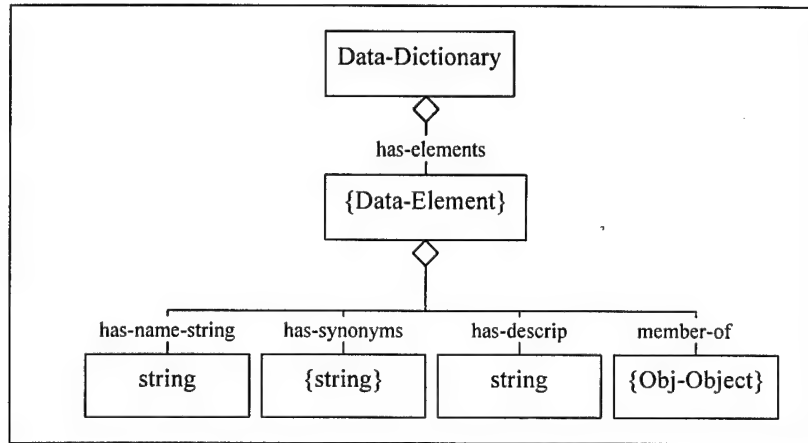 Data-Dictionary
has-elements
{Data-Element}
has-name-string has-synonyms has-descrip member-of
string {string} string {Obj-Object}